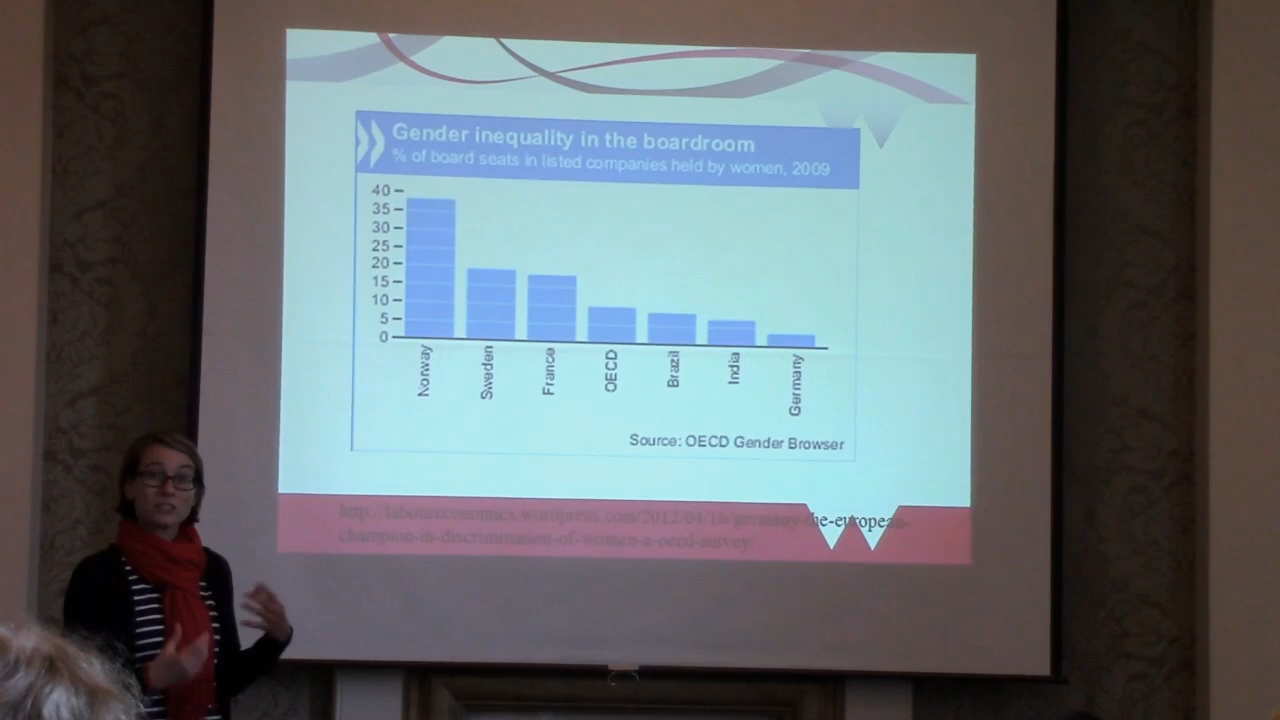 Gender inequality in the boardroom
% of board seats in listed companies held by women, 2009
40
35
30
25
20
15
10
5
0
Norway
Sweden
France
OECD
Brazil
India
Germany
Source: OECD Gender Browser
http://laboureconomics.wordpress.com/2012/04/16/germany-the-european-
champion-in-discrimination-of-women-a-oecd-survey/